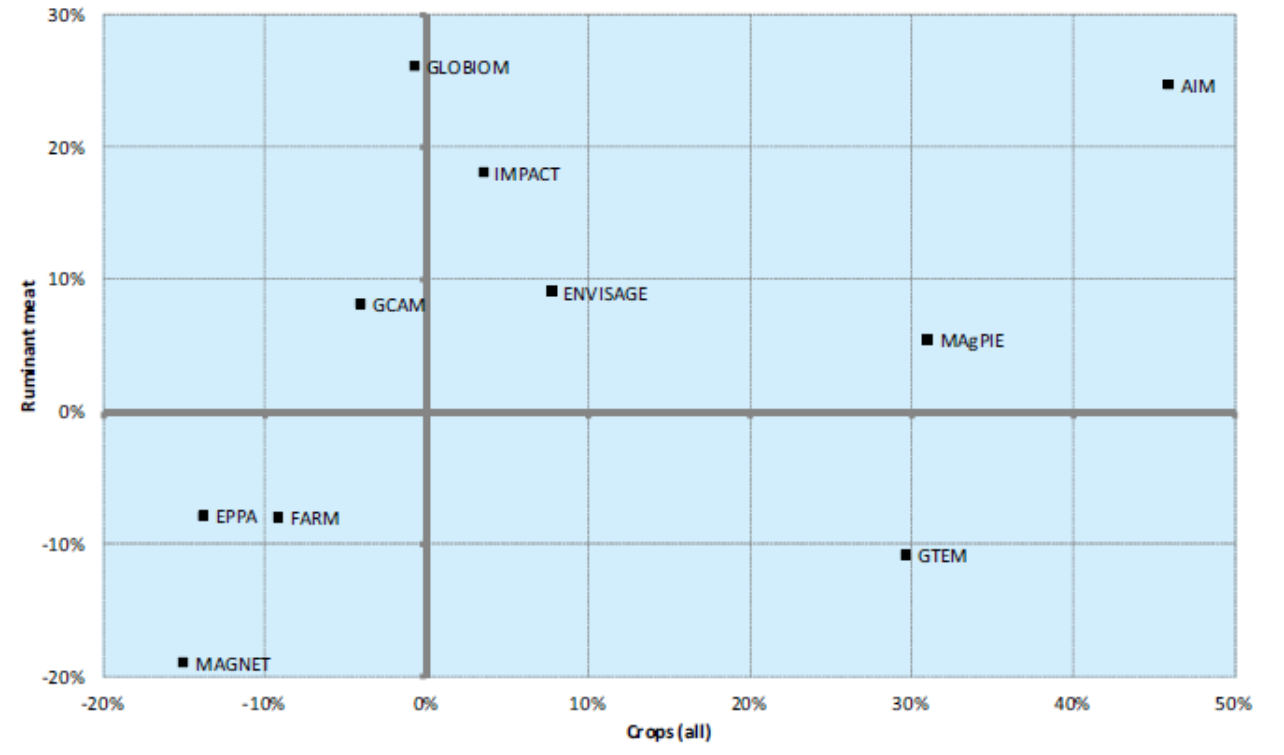 30%
GLOBIOM
AIM
20%
IMPACT
10%
ENVISAGE
GCAM
MAgPIE
Ruminant meat
0%
EPPA
FARM
-10%
GTEM
MAGNET
-20%
-20% -10% 0% 10% 20% 30% 40% 50%
Crops (all)